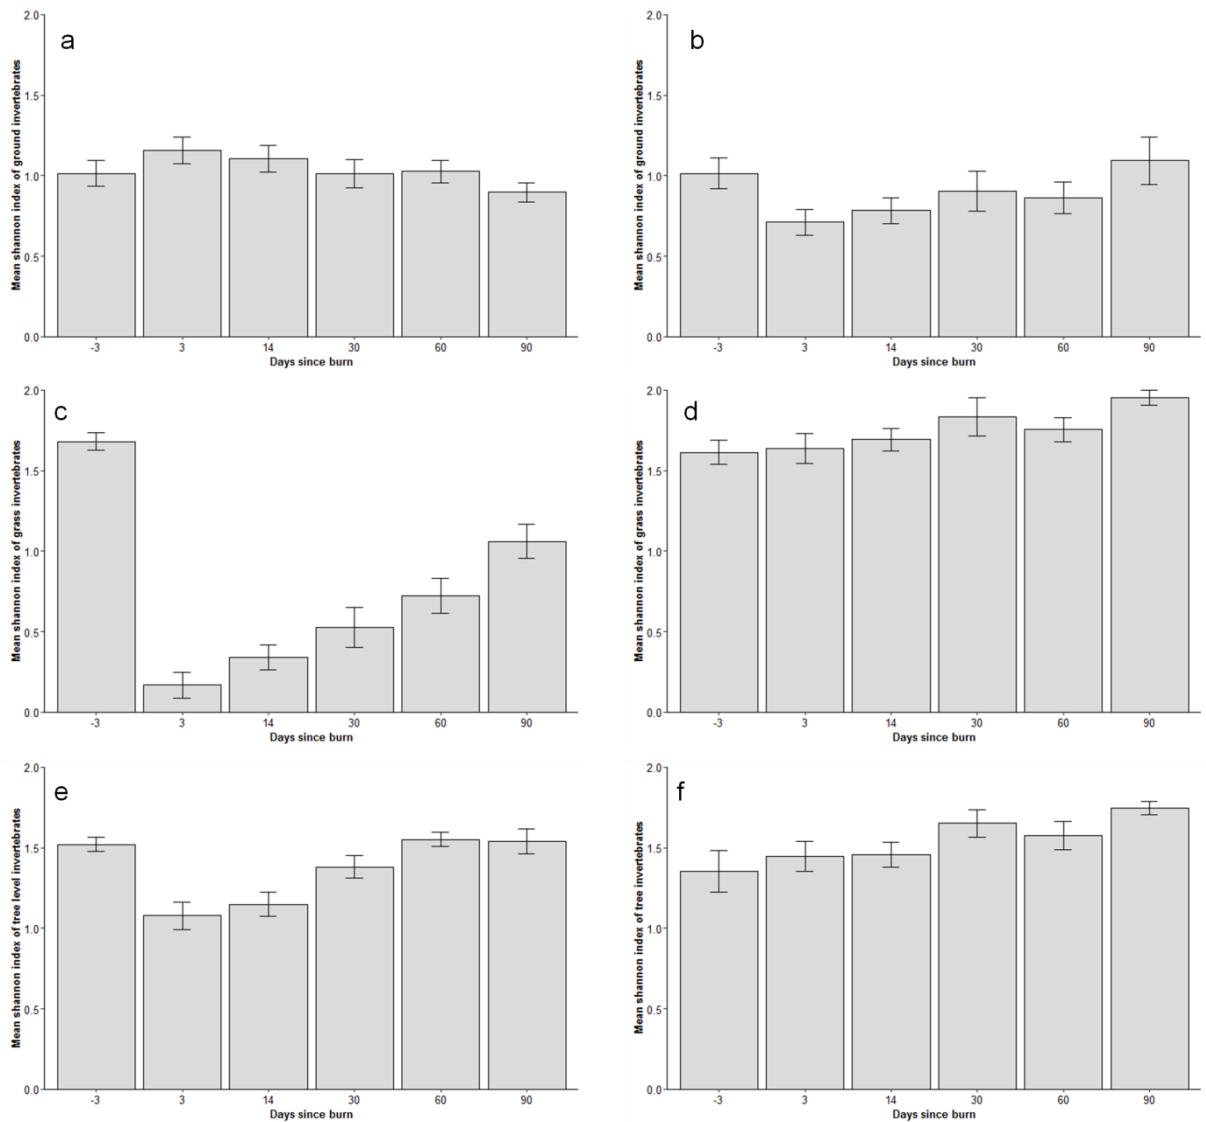 a
Mean shannon index of ground invertebrates
2.0
1.5
1.0
0.5
0.0
-3 3 14 30 60 90
Days since burn
b
Mean shannon index of ground invertebrates
2.0
1.5
1.0
0.5
0.0
-3 3 14 30 60 90
Days since burn
c
Mean shannon index of grass invertebrates
2.0
1.5
1.0
0.5
0.0
-3 3 14 30 60 90
Days since burn
d
Mean shannon index of grass invertebrates
2.0
1.5
1.0
0.5
0.0
-3 3 14 30 60 90
Days since burn
e
Mean shannon index of tree level invertebrates
2.0
1.5
1.0
0.5
0.0
-3 3 14 30 60 90
Days since burn
f
Mean shannon index of tree invertebrates
2.0
1.5
1.0
0.5
0.0
-3 3 14 30 60 90
Days since burn